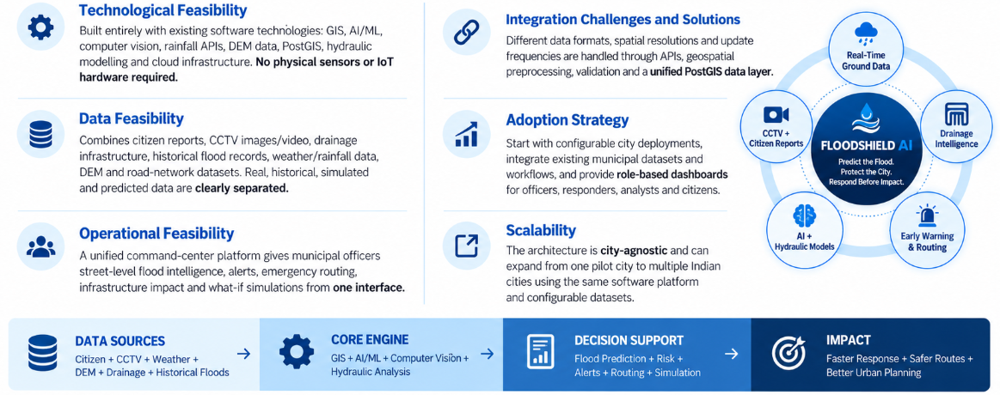 Technological Feasibility
Built entirely with existing software technologies: GIS, AI/ML,
computer vision, rainfall APIs, DEM data, PostGIS, hydraulic
modelling and cloud infrastructure. No physical sensors or IoT
hardware required.
Data Feasibility
Combines citizen reports, CCTV images/video, drainage
infrastructure, historical flood records, weather/rainfall data,
DEM and road-network datasets. Real, historical, simulated
and predicted data are clearly separated.
Operational Feasibility
A unified command-center platform gives municipal officers
street-level flood intelligence, alerts, emergency routing,
infrastructure impact and what-if simulations from one interface.
Integration Challenges and Solutions
Different data formats, spatial resolutions and update
frequencies are handled through APIs, geospatial
preprocessing, validation and a unified PostGIS data layer.
Adoption Strategy
Start with configurable city deployments,
integrate existing municipal datasets and
workflows, and provide role-based dashboards
for officers, responders, analysts and citizens.
Scalability
The architecture is city-agnostic and can
expand from one pilot city to multiple Indian
cities using the same software platform
and configurable datasets.
Real-Time
Ground Data
CCTV +
Citizen Reports
Drainage
Intelligence
FLOODSHIELD AI
Predict the Flood.
Protect the City.
Respond Before Impact.
AI +
Hydraulic Models
Early Warning
& Routing
DATA SOURCES
Citizen + CCTV + Weather +
DEM + Drainage + Historical Floods
CORE ENGINE
GIS + AI/ML + Computer Vision +
Hydraulic Analysis
DECISION SUPPORT
Flood Prediction + Risk +
Alerts + Routing + Simulation
IMPACT
Faster Response + Safer Routes +
Better Urban Planning